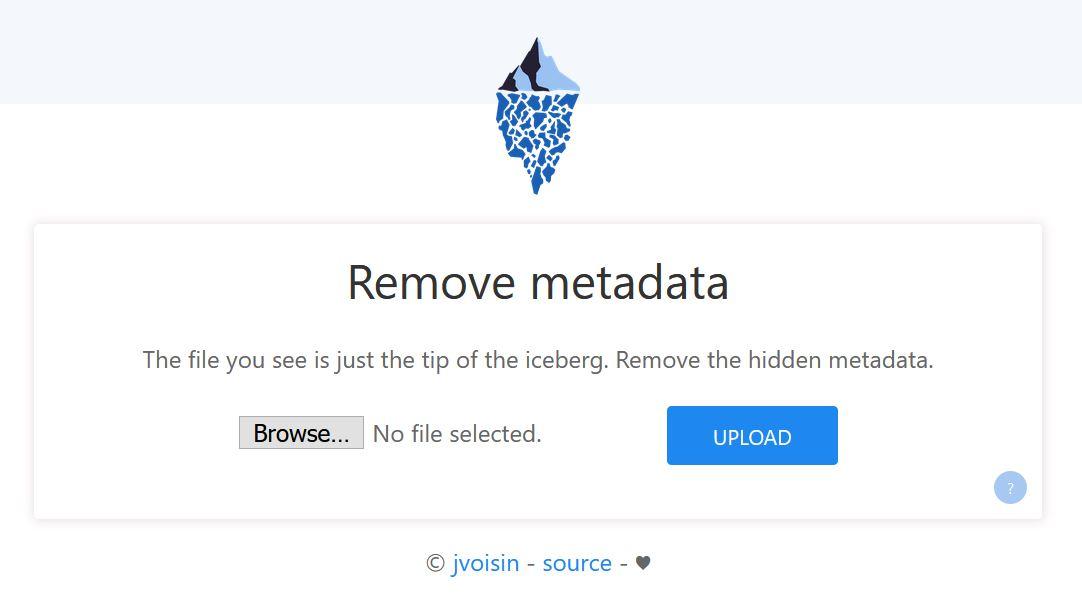 Remove metadata
The file you see is just the tip of the iceberg. Remove the hidden metadata.
Browse... No file selected. UPLOAD
?
© jvoisin - source - ♥